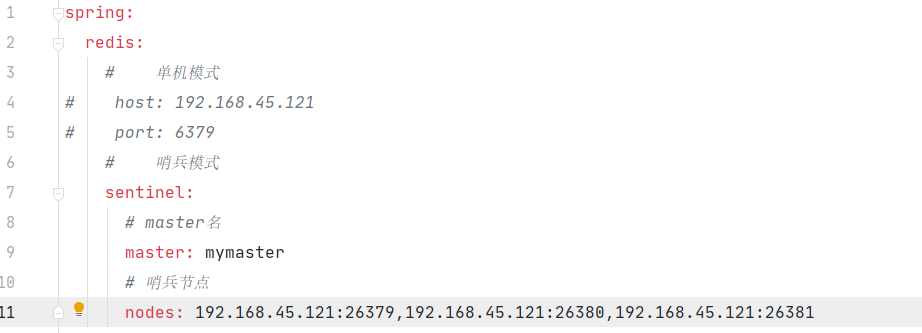 1 spring:
2   redis:
3     #    单机模式
4 #    host: 192.168.45.121
5 #    port: 6379
6     #    哨兵模式
7     sentinel:
8       # master名
9       master: mymaster
10       # 哨兵节点
11       nodes: 192.168.45.121:26379,192.168.45.121:26380,192.168.45.121:26381